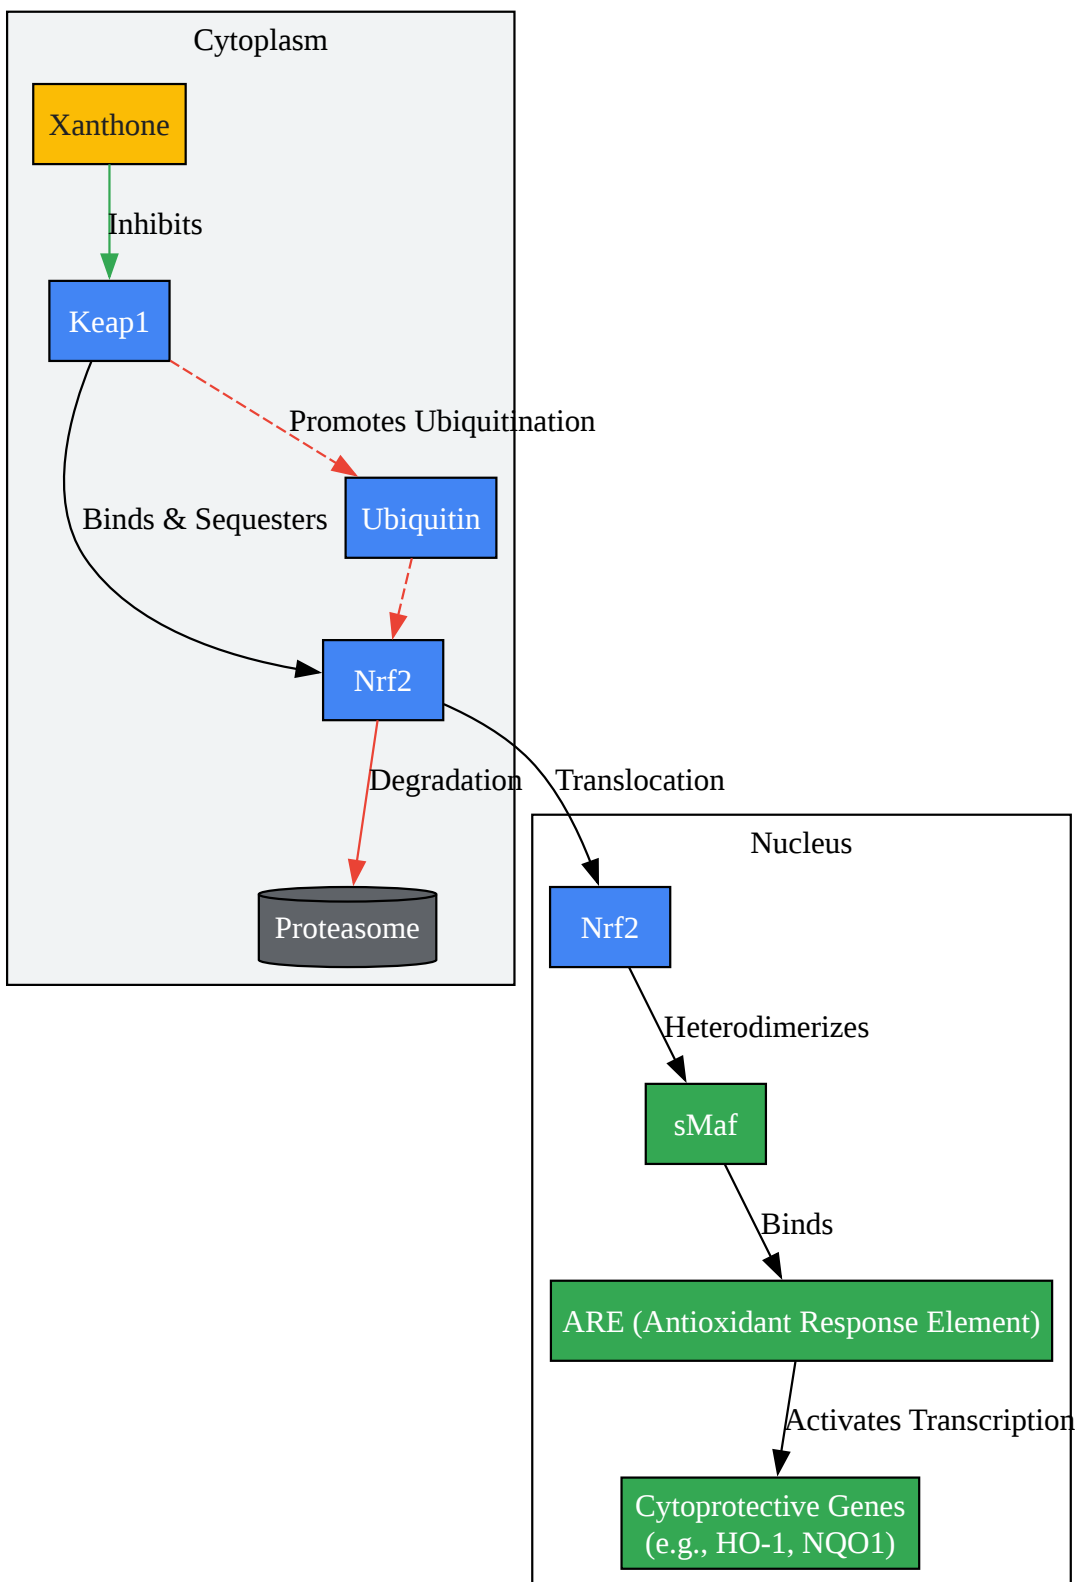 Cytoplasm
Xanthone
Inhibits
Keap1
Promotes Ubiquitination
Binds & Sequesters
Ubiquitin
Nrf2
Degradation
Translocation
Nucleus
Proteasome
Nrf2
Heterodimerizes
sMaf
Binds
ARE (Antioxidant Response Element)
Activates Transcription
Cytoprotective Genes
(e.g., HO-1, NQO1)